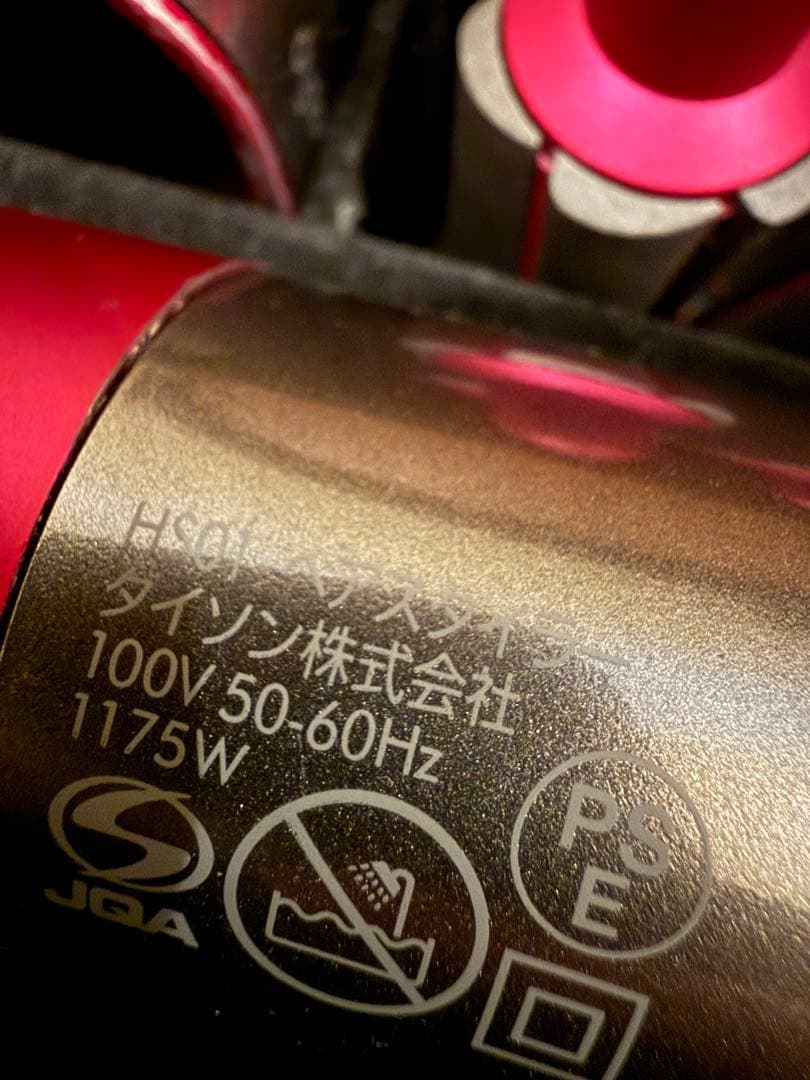 HS01 ヘアスタイラー
ダイソン株式会社
100V 50-60Hz
1175W
JQA
PS
E